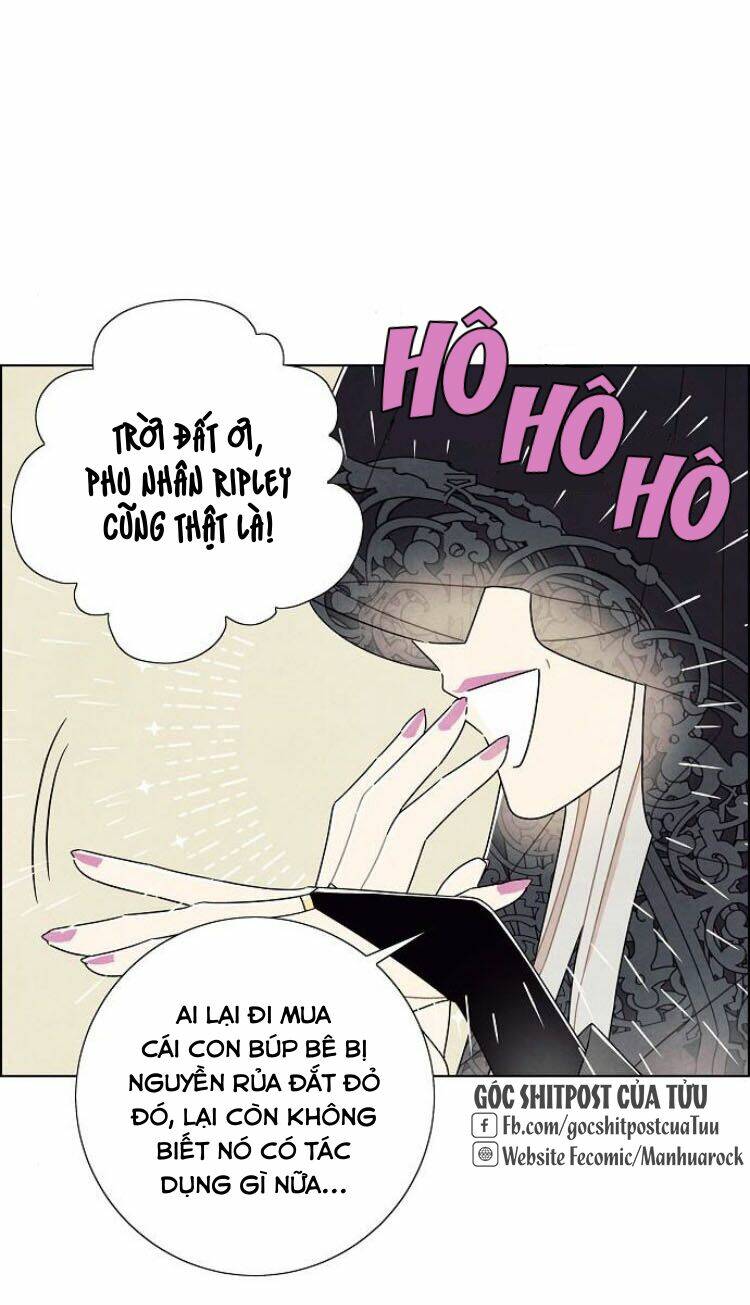 HÔ
HÔ
HÔ
TRỜI ĐẤT ƠI,
PHU NHÂN RIPLEY
CŨNG THẬT LÀ!
AI LẠI ĐI MUA
CÁI CON BÚP BÊ BỊ
NGUYỀN RỦA ĐẮT ĐỎ
ĐÓ, LẠI CÒN KHÔNG
BIẾT NÓ CÓ TÁC
DỤNG GÌ NỮA...
GÓC SHITPOST CỦA TỬU
Fb.com/gocshitpostcuaTuu
Website Fecomic/Manhuarock